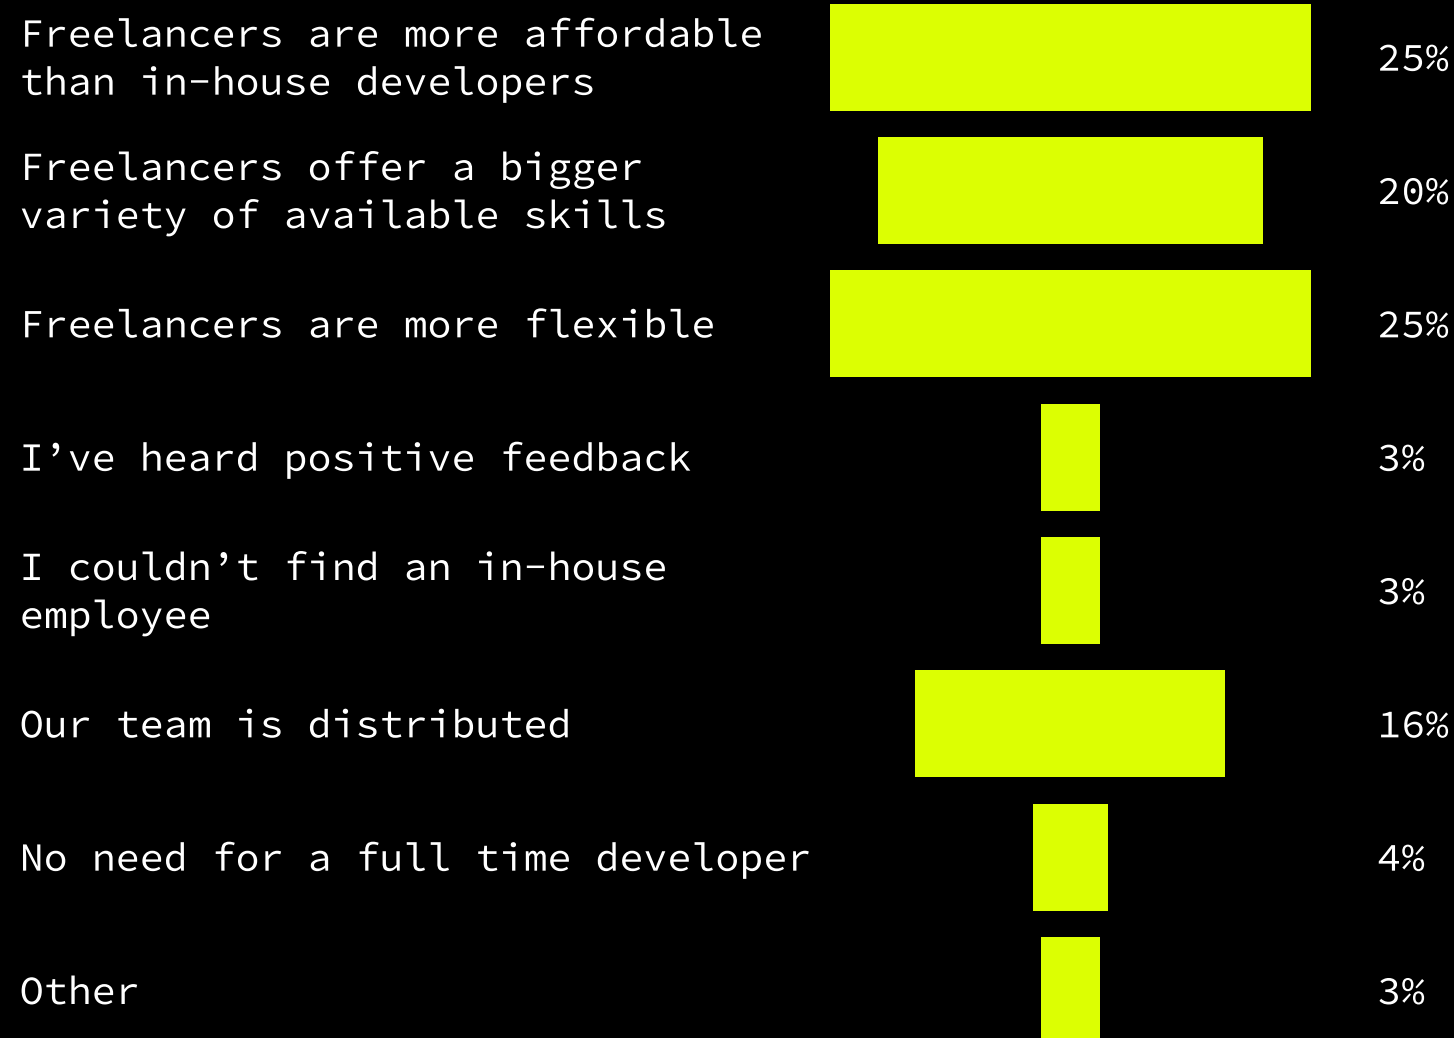 Freelancers are more affordable
than in-house developers
25%
Freelancers offer a bigger
variety of available skills
20%
Freelancers are more flexible
25%
I’ve heard positive feedback
3%
I couldn’t find an in-house
employee
3%
Our team is distributed
16%
No need for a full time developer
4%
Other
3%